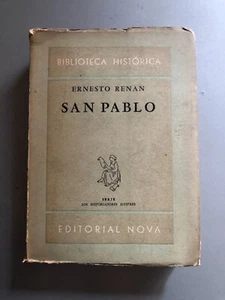 BIBLIOTECA HISTÓRICA
ERNESTO RENAN
SAN PABLO
EDITORIAL NOVA